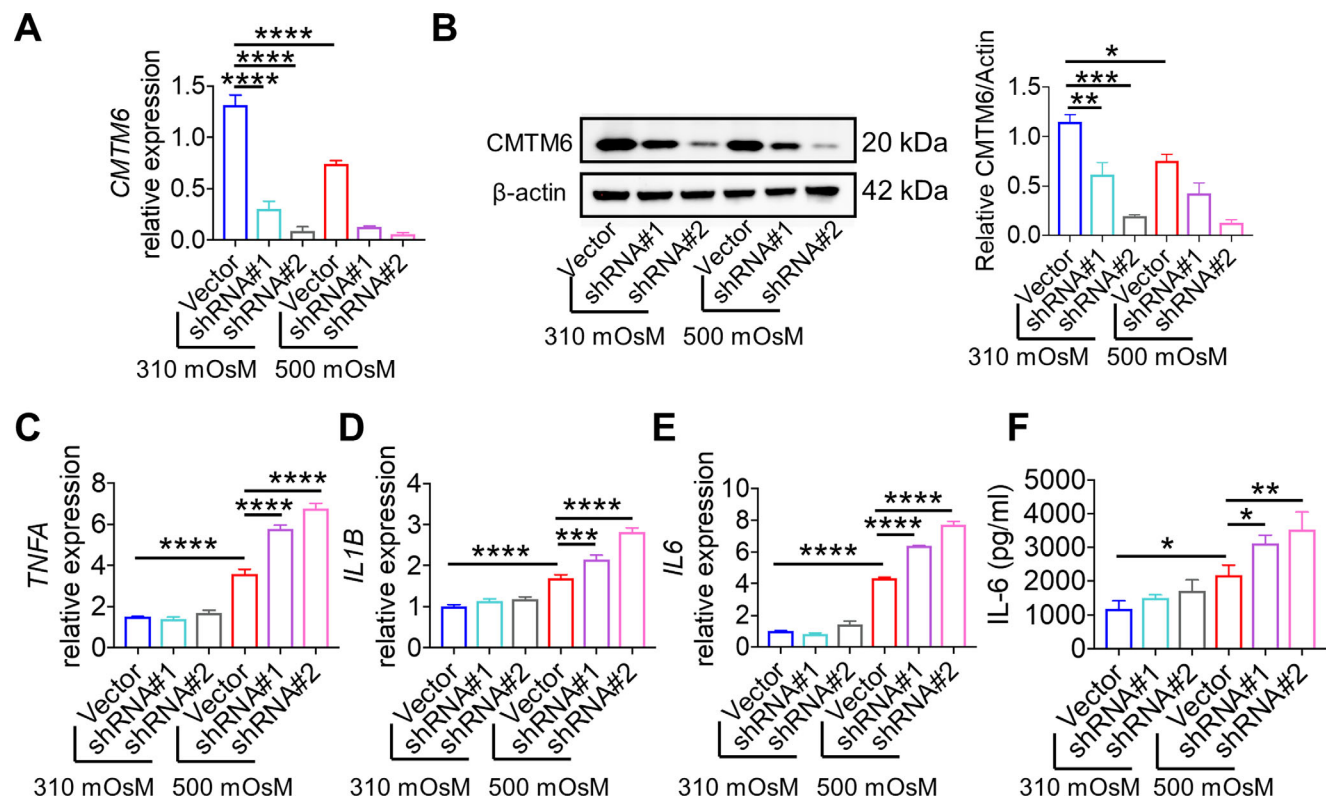 A
CMTM6
relative expression
1.5
1.0
0.5
0.0
****
****
****
Vector
shRNA#1
shRNA#2
Vector
shRNA#1
shRNA#2
310 mOsM
500 mOsM
B
CMTM6
20 kDa
β-actin
42 kDa
Vector
shRNA#1
shRNA#2
Vector
shRNA#1
shRNA#2
310 mOsM
500 mOsM
Relative CMTM6/Actin
1.5
1.0
0.5
0.0
*
***
**
Vector
shRNA#1
shRNA#2
Vector
shRNA#1
shRNA#2
310 mOsM
500 mOsM
C
TNFA
relative expression
8
6
4
2
0
****
****
****
Vector
shRNA#1
shRNA#2
Vector
shRNA#1
shRNA#2
310 mOsM
500 mOsM
D
IL1B
relative expression
4
3
2
1
0
****
***
****
Vector
shRNA#1
shRNA#2
Vector
shRNA#1
shRNA#2
310 mOsM
500 mOsM
E
IL6
relative expression
10
8
6
4
2
0
****
****
****
Vector
shRNA#1
shRNA#2
Vector
shRNA#1
shRNA#2
310 mOsM
500 mOsM
F
IL-6 (pg/ml)
5000
4000
3000
2000
1000
0
**
*
*
Vector
shRNA#1
shRNA#2
Vector
shRNA#1
shRNA#2
310 mOsM
500 mOsM